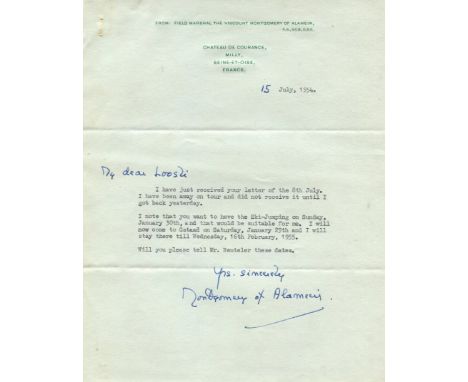 FROM: FIELD MARSHAL THE VISCOUNT MONTGOMERY OF ALAMEIN,
K.G., G.C.B., D.S.O.
CHATEAU DE COURANCE,
MILLY,
SEINE-ET-OISE,
FRANCE.
15 July, 1954.
My dear Loosli
I have just received your letter of the 8th July.
I have been away on tour and did not receive it until I
got back yesterday.
I note that you want to have the Ski-Jumping on Sunday,
January 30th, and that would be suitable for me. I will
now come to Gstaad on Saturday, January 29th and I will
stay there till Wednesday, 16th February, 1955.
Will you please tell Mr. Reuteler these dates.
Yrs. sincerely
Montgomery of Alamein.